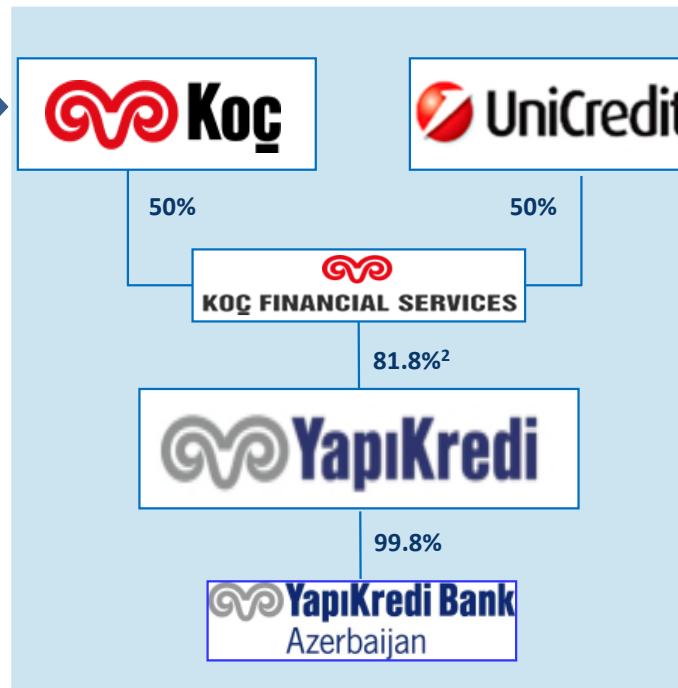 Koç
UniCredit
50%
50%
KOÇ FINANCIAL SERVICES
81.8%²
YapıKredi
99.8%
YapıKredi Bank
Azerbaijan